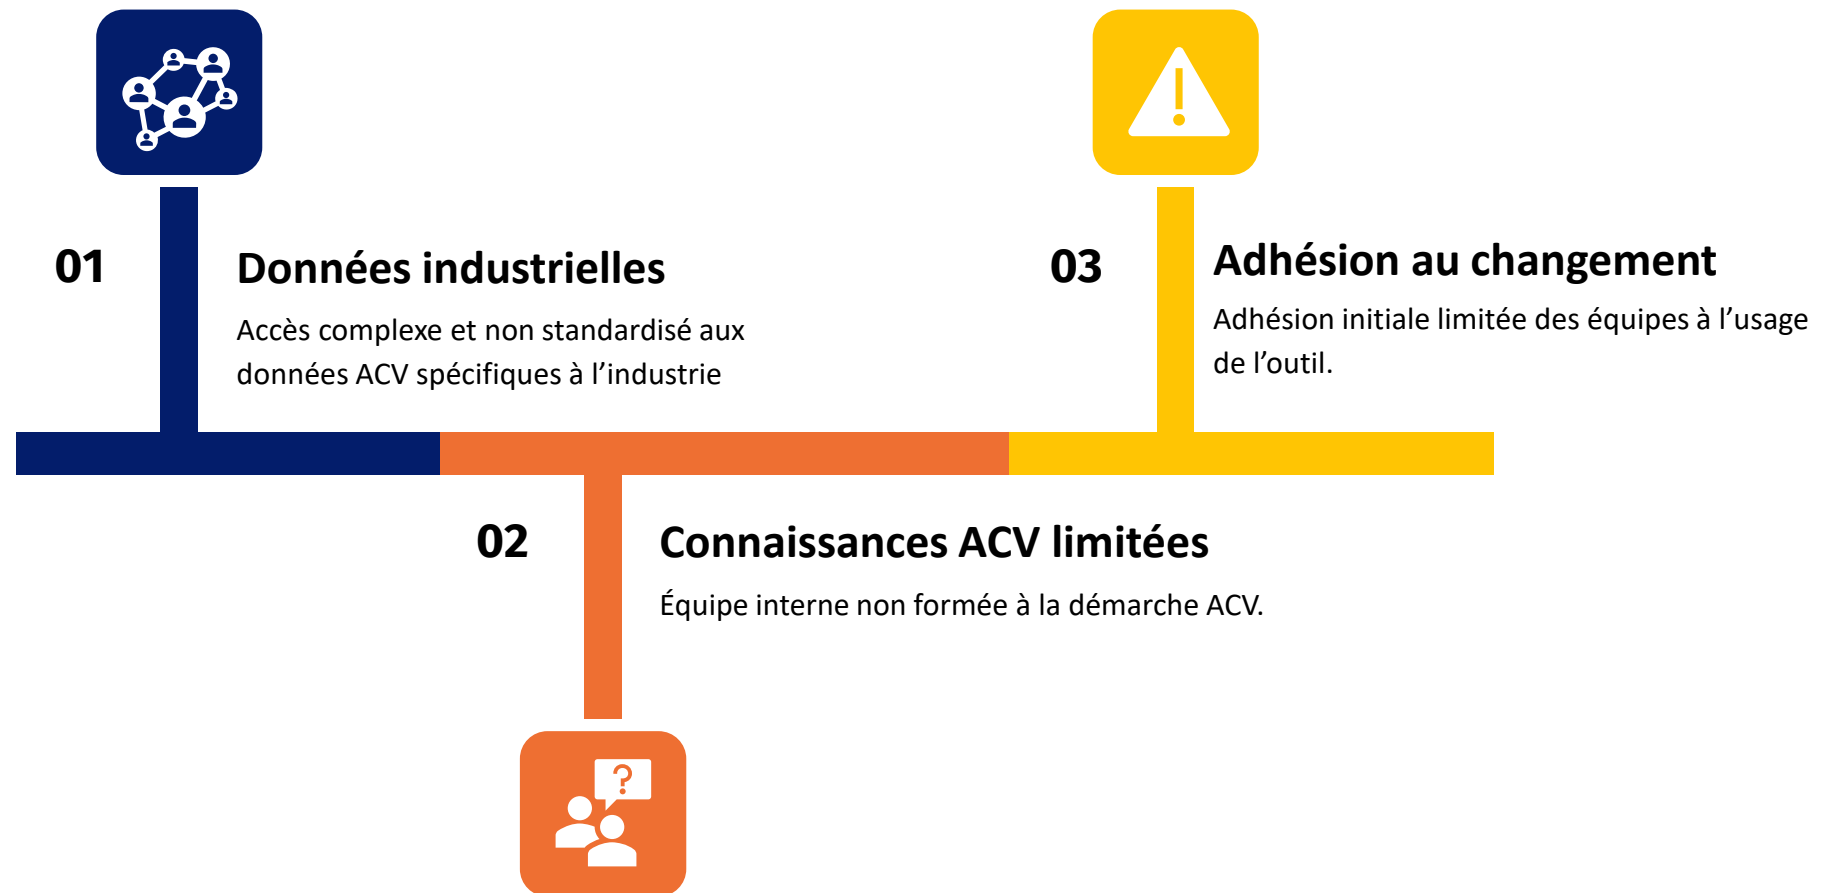 01
Données industrielles
Accès complexe et non standardisé aux
données ACV spécifiques à l’industrie
02
Connaissances ACV limitées
Équipe interne non formée à la démarche ACV.
?
03
Adhésion au changement
Adhésion initiale limitée des équipes à l’usage
de l’outil.